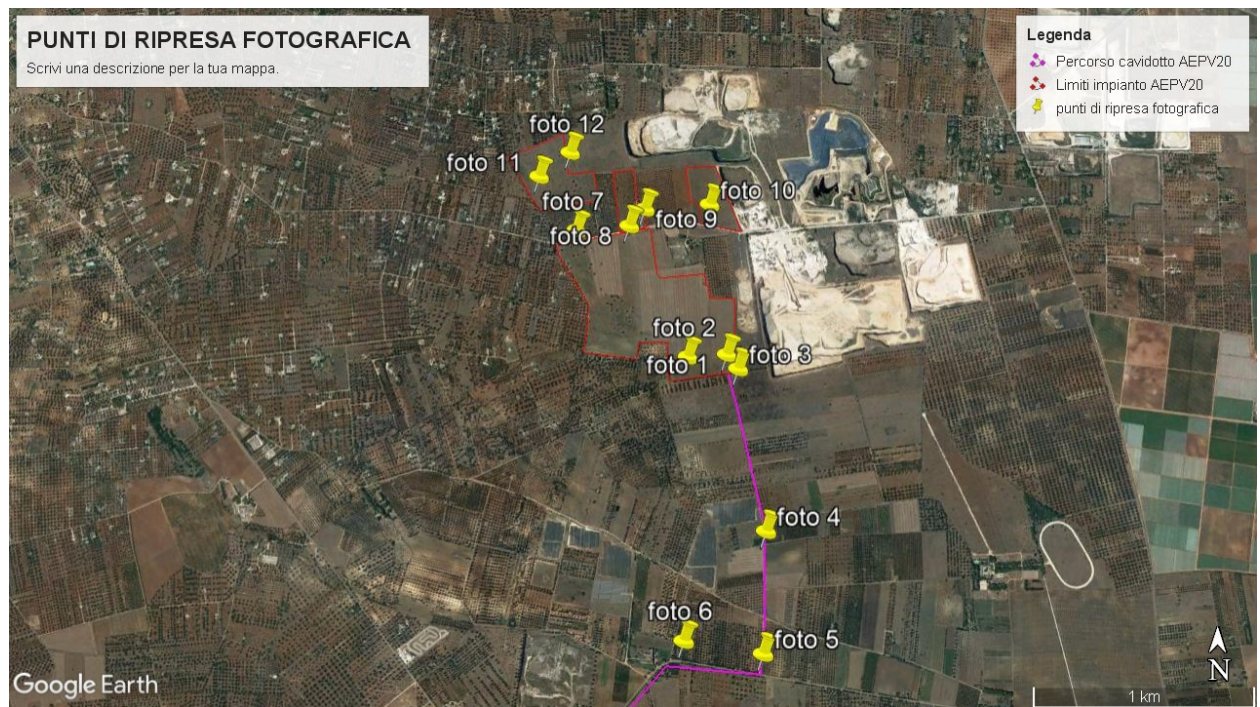 PUNTI DI RIPRESA FOTOGRAFICA
Scrivi una descrizione per la tua mappa.
Legenda
Percorso cavidotto AEPV20
Limiti impianto AEPV20
punti di ripresa fotografica
foto 12
foto 11
foto 10
foto 7
foto 9
foto 8
foto 2
foto 3
foto 1
foto 4
foto 6
foto 5
Google Earth
N
1 km